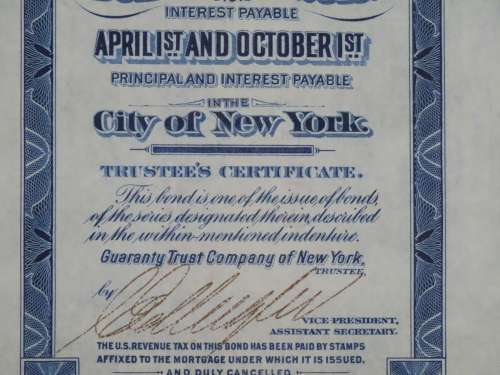 INTEREST PAYABLE
APRIL 1ST AND OCTOBER 1ST
PRINCIPAL AND INTEREST PAYABLE
IN THE
City of New York.
TRUSTEE'S CERTIFICATE.
This bond is one of the issue of bonds,
of the series designated therein, described
in the within-mentioned indenture.
Guaranty Trust Company of New York,
TRUSTEE,
by
VICE-PRESIDENT,
ASSISTANT SECRETARY.
THE U.S. REVENUE TAX ON THIS BOND HAS BEEN PAID BY STAMPS
AFFIXED TO THE MORTGAGE UNDER WHICH IT IS ISSUED,
AND DULY CANCELLED